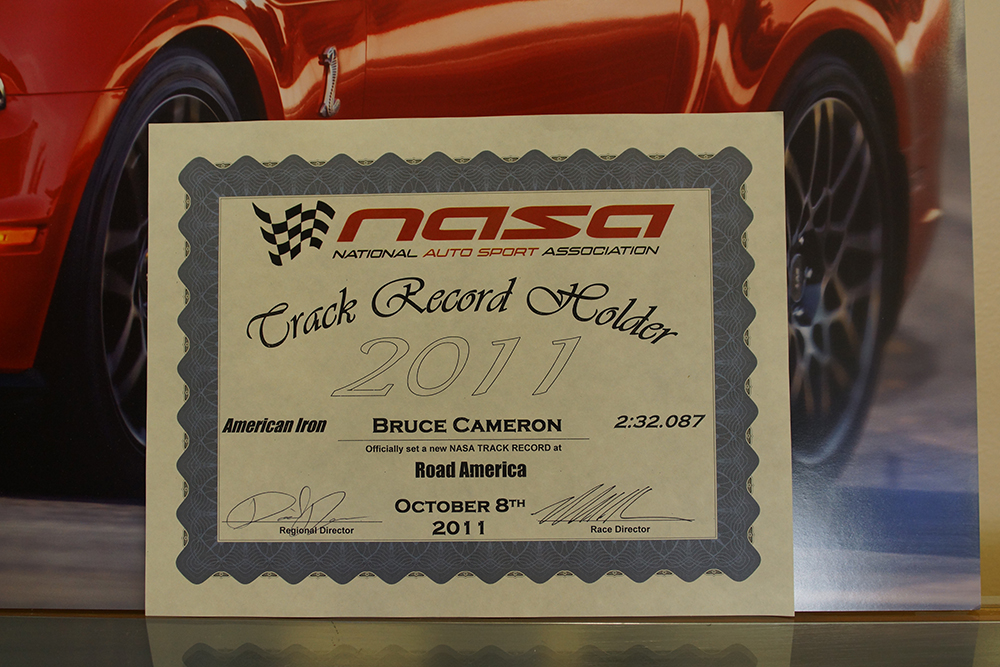 nasa
NATIONAL AUTO SPORT ASSOCIATION
Track Record Holder
2011
American Iron
BRUCE CAMERON
2:32.087
Officially set a new NASA TRACK RECORD at
Road America
OCTOBER 8TH
2011
Regional Director
Race Director